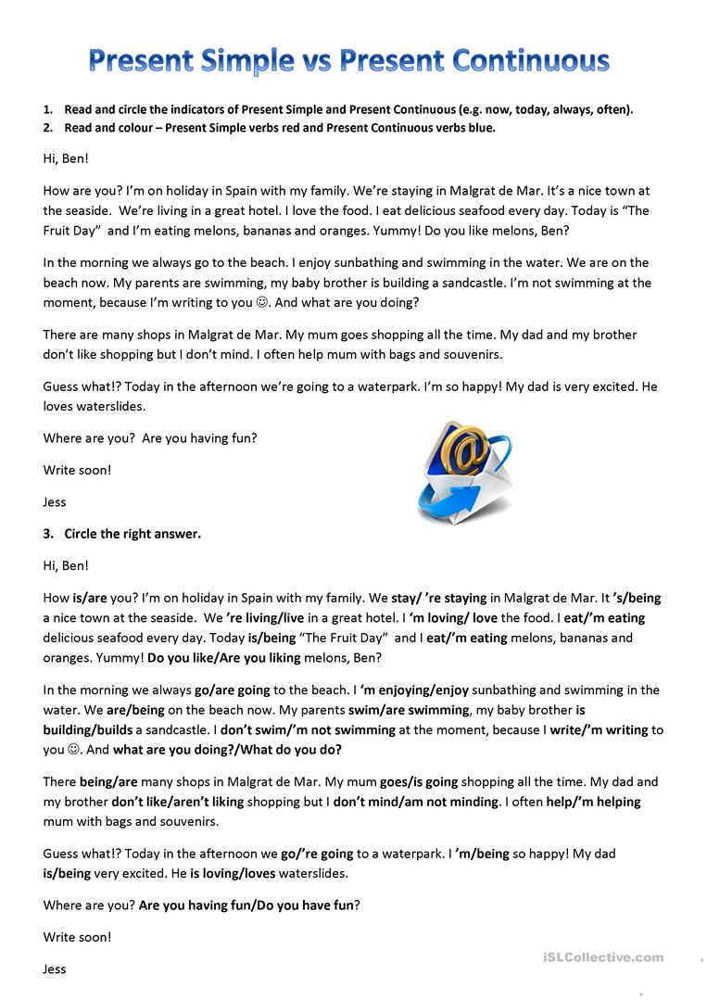 Present Simple vs Present Continuous
1. Read and circle the indicators of Present Simple and Present Continuous (e.g. now, today, always, often).
2. Read and colour – Present Simple verbs red and Present Continuous verbs blue.
Hi, Ben!
How are you? I'm on holiday in Spain with my family. We're staying in Malgrat de Mar. It's a nice town at
the seaside.  We're living in a great hotel. I love the food. I eat delicious seafood every day. Today is “The
Fruit Day”  and I'm eating melons, bananas and oranges. Yummy! Do you like melons, Ben?
In the morning we always go to the beach. I enjoy sunbathing and swimming in the water. We are on the
beach now. My parents are swimming, my baby brother is building a sandcastle. I'm not swimming at the
moment, because I'm writing to you ☺. And what are you doing?
There are many shops in Malgrat de Mar. My mum goes shopping all the time. My dad and my brother
don't like shopping but I don't mind. I often help mum with bags and souvenirs.
Guess what!? Today in the afternoon we're going to a waterpark. I'm so happy! My dad is very excited. He
loves waterslides.
Where are you?  Are you having fun?
Write soon!
Jess
3. Circle the right answer.
Hi, Ben!
How is/are you? I'm on holiday in Spain with my family. We stay/ 're staying in Malgrat de Mar. It 's/being
a nice town at the seaside.  We 're living/live in a great hotel. I ‘m loving/ love the food. I eat/'m eating
delicious seafood every day. Today is/being “The Fruit Day”  and I eat/'m eating melons, bananas and
oranges. Yummy! Do you like/Are you liking melons, Ben?
In the morning we always go/are going to the beach. I ‘m enjoying/enjoy sunbathing and swimming in the
water. We are/being on the beach now. My parents swim/are swimming, my baby brother is
building/builds a sandcastle. I don't swim/'m not swimming at the moment, because I write/'m writing to
you ☺. And what are you doing?/What do you do?
There being/are many shops in Malgrat de Mar. My mum goes/is going shopping all the time. My dad and
my brother don't like/aren't liking shopping but I don't mind/am not minding. I often help/'m helping
mum with bags and souvenirs.
Guess what!? Today in the afternoon we go/'re going to a waterpark. I 'm/being so happy! My dad
is/being very excited. He is loving/loves waterslides.
Where are you? Are you having fun/Do you have fun?
Write soon!
iSLCollective.com
Jess